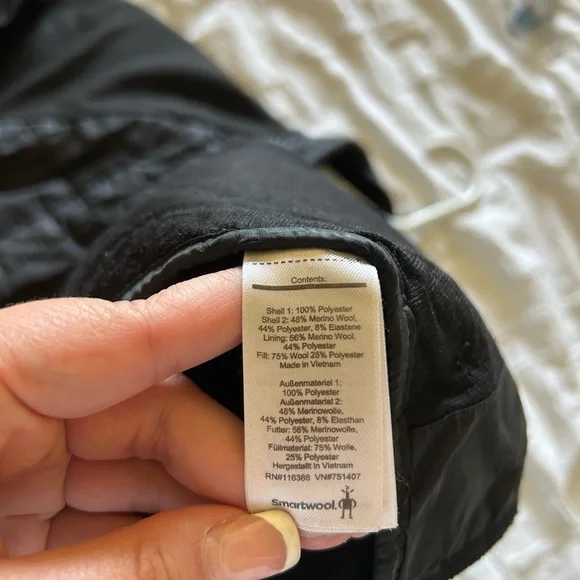 Contents:
Shell 1: 100% Polyester
Shell 2: 48% Merino Wool,
44% Polyester, 8% Elastane
Lining: 56% Merino Wool,
44% Polyester
Fill: 75% Wool 25% Polyester
Made in Vietnam
Außenmaterial 1:
100% Polyester
Außenmaterial 2:
48% Merinowolle,
44% Polyester, 8% Elasthan
Futter: 56% Merinowolle,
44% Polyester
Füllmaterial: 75% Wolle,
25% Polyester
Hergestellt in Vietnam
RN#116388 VN#751407
Smartwool.